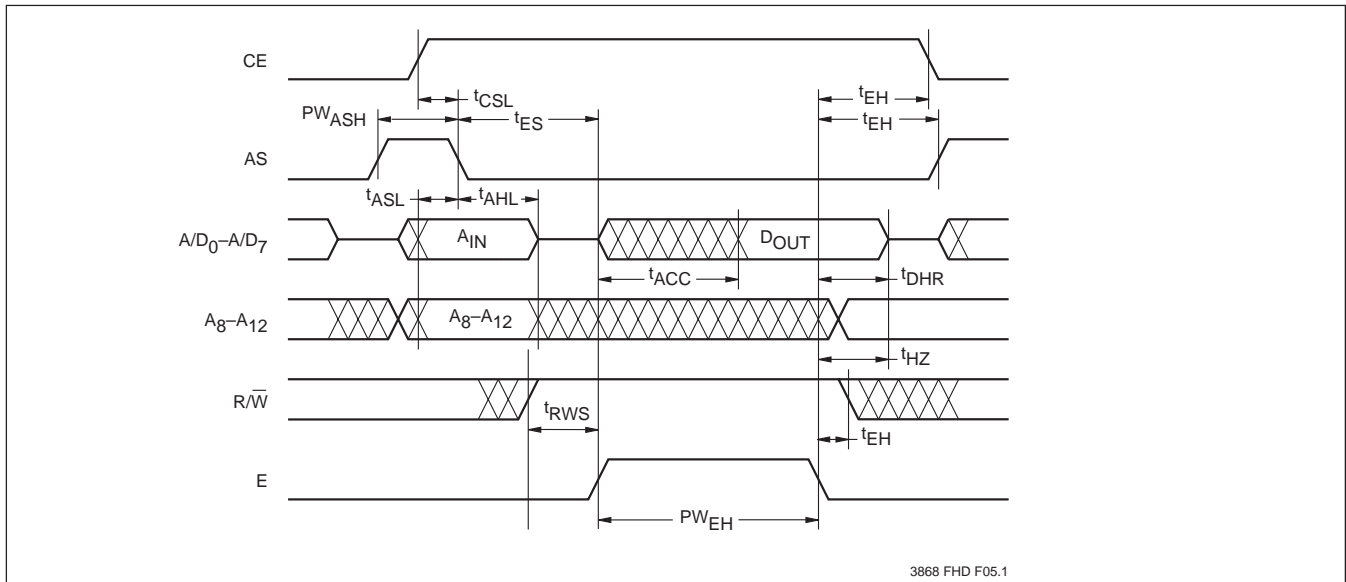 CE
tCSL
tEH
PWASH
tES
tEH
AS
tASL
tAHL
A/D0–A/D7
AIN
DOUT
tACC
tDHR
A8–A12
A8–A12
tHZ
R/W̅
tRWS
tEH
E
PWEH
3868 FHD F05.1